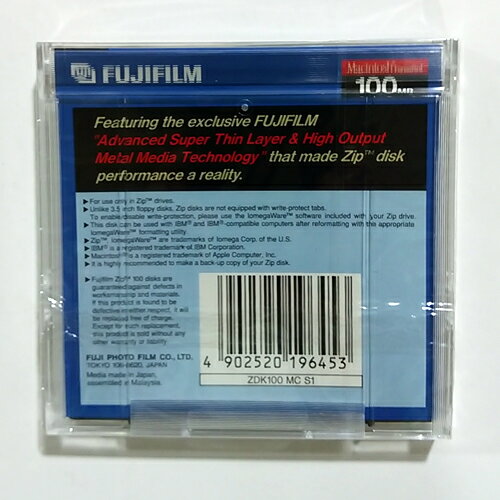 FUJIFILM
Macintosh Formatted
100MB
Featuring the exclusive FUJIFILM
"Advanced Super Thin Layer & High Output
Metal Media Technology" that made Zip™ disk
performance a reality.
▶ For use only in Zip™ drives.
▶ Unlike 3.5 inch floppy disks, Zip disks are not equipped with write-protect tabs.
To enable/disable write-protection, please use the IomegaWare™ software included with your Zip drive.
▶ This disk can be used with IBM® and IBM®-compatible computers after reformatting with the appropriate
IomegaWare™ formatting utility.
▶ Zip™, IomegaWare™ are trademarks of Iomega Corp. of the U.S.
▶ IBM® is a registered trademark of IBM Corporation.
▶ Macintosh® is a registered trademark of Apple Computer, Inc.
▶ It is highly recommended to make a back-up copy of your Zip disk.
▶ Fujifilm Zip™ 100 disks are
guaranteed against defects in
workmanship and materials.
If this product is found to be
defective in either respect, it will
be replaced free of charge.
Except for such replacement,
this product is sold without any
other warranty or liability.
FUJI PHOTO FILM CO., LTD.
TOKYO 106-8620, JAPAN
Media made in Japan,
assembled in Malaysia.
4 902520 196453
ZDK100 MC S1